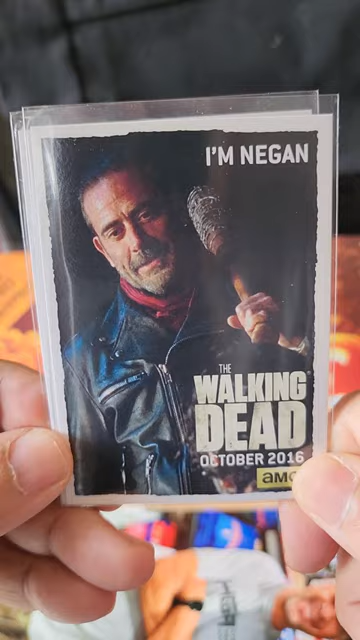 I'M NEGAN
THE
WALKING
DEAD
OCTOBER 2016
amc